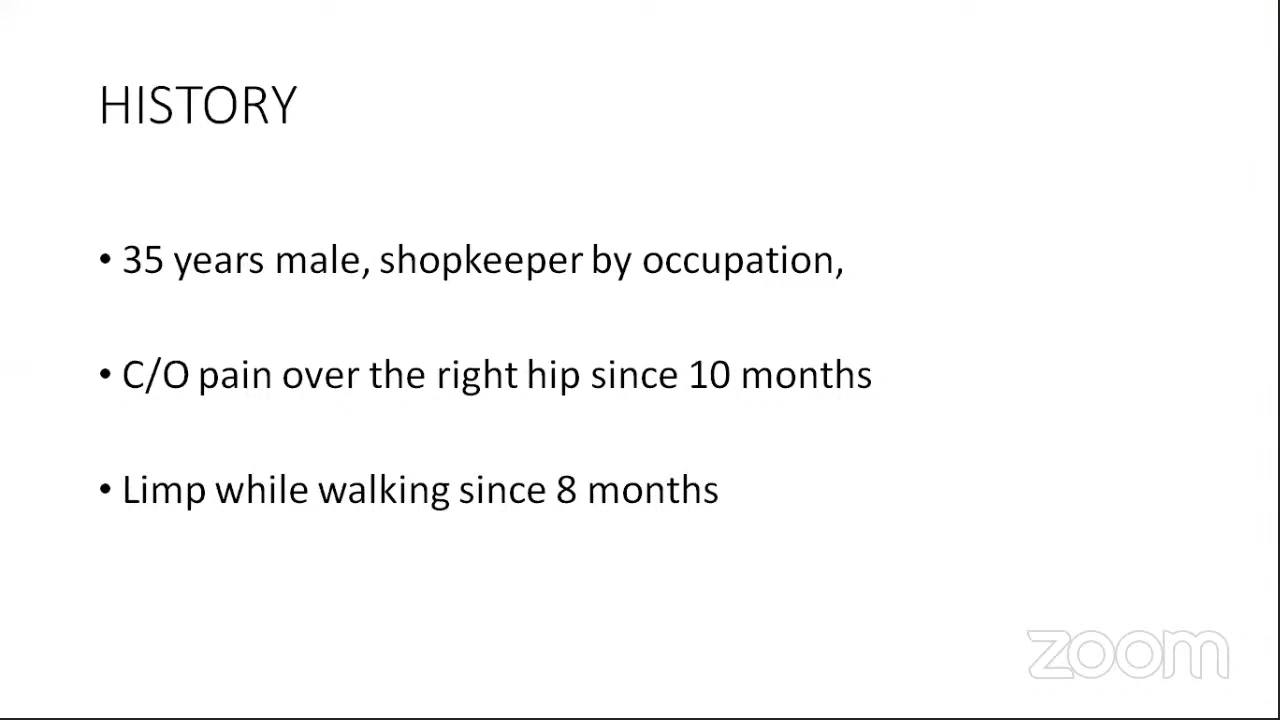 HISTORY
• 35 years male, shopkeeper by occupation,
• C/O pain over the right hip since 10 months
• Limp while walking since 8 months
zoom